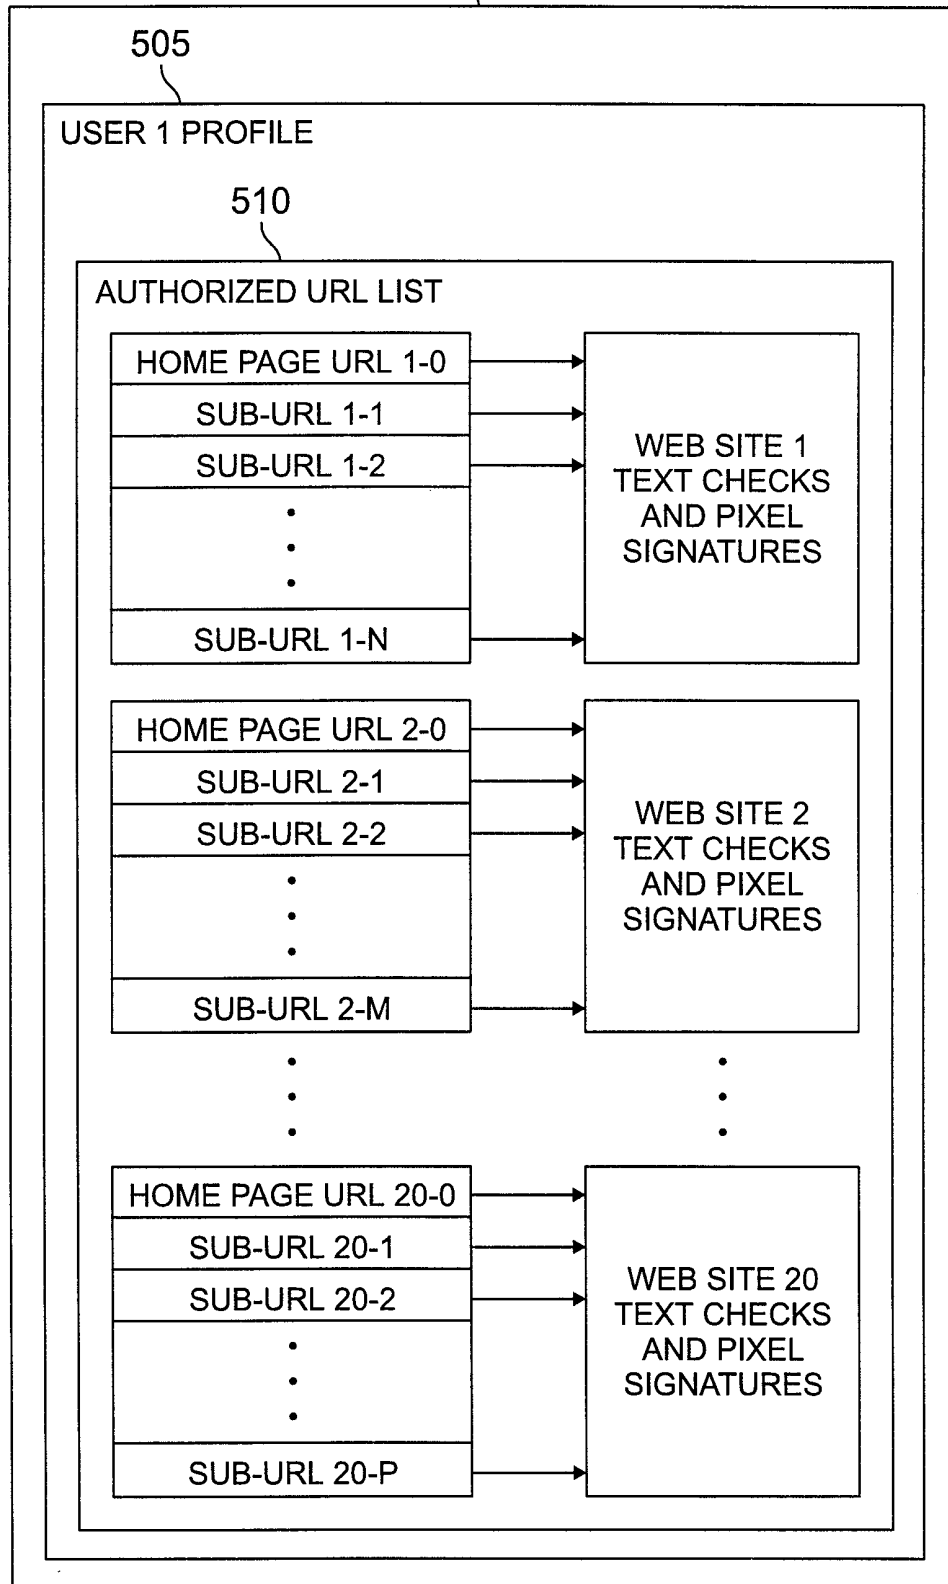 505
USER 1 PROFILE
510
AUTHORIZED URL LIST
HOME PAGE URL 1-0
SUB-URL 1-1
SUB-URL 1-2
SUB-URL 1-N
WEB SITE 1
TEXT CHECKS
AND PIXEL
SIGNATURES
HOME PAGE URL 2-0
SUB-URL 2-1
SUB-URL 2-2
SUB-URL 2-M
WEB SITE 2
TEXT CHECKS
AND PIXEL
SIGNATURES
HOME PAGE URL 20-0
SUB-URL 20-1
SUB-URL 20-2
SUB-URL 20-P
WEB SITE 20
TEXT CHECKS
AND PIXEL
SIGNATURES